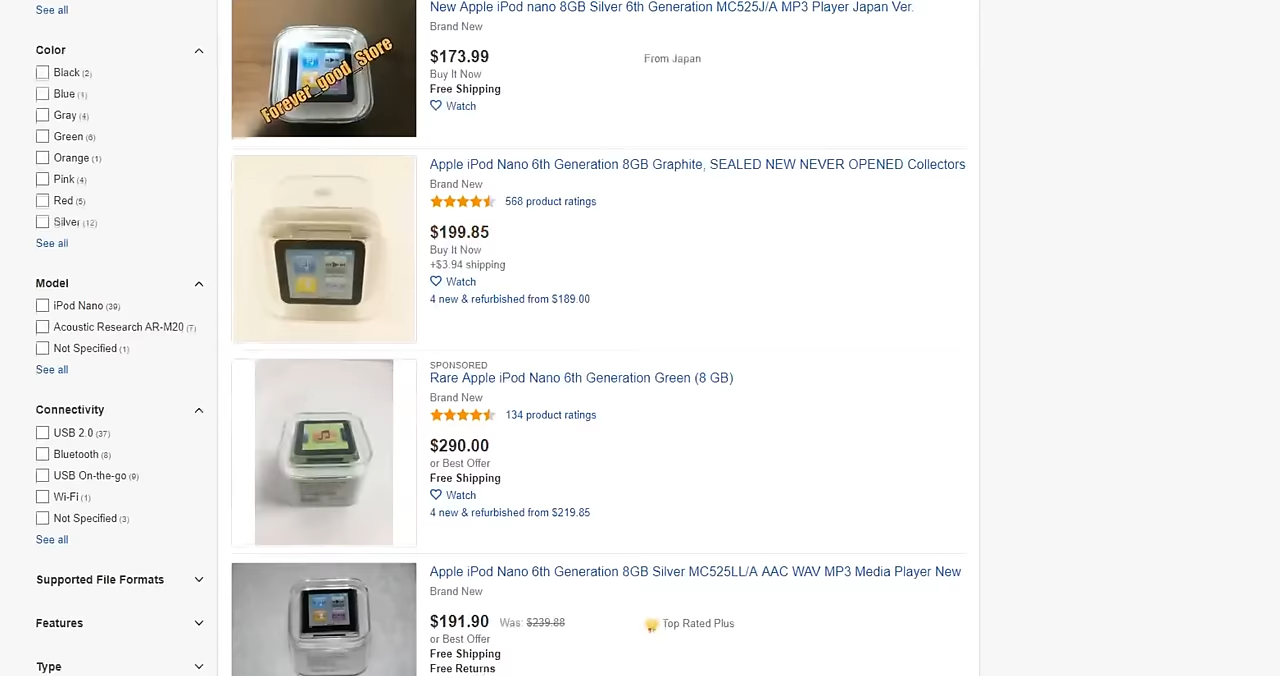 See all
Color
Black (2)
Blue (1)
Gray (4)
Green (6)
Orange (1)
Pink (4)
Red (5)
Silver (12)
See all
Model
iPod Nano (39)
Acoustic Research AR-M20 (7)
Not Specified (1)
See all
Connectivity
USB 2.0 (37)
Bluetooth (8)
USB On-the-go (9)
Wi-Fi (1)
Not Specified (3)
See all
Supported File Formats
Features
Type
Forever_good_Store
New Apple iPod nano 8GB Silver 6th Generation MC525J/A MP3 Player Japan Ver.
Brand New
$173.99
From Japan
Buy It Now
Free Shipping
Watch
Apple iPod Nano 6th Generation 8GB Graphite, SEALED NEW NEVER OPENED Collectors
Brand New
568 product ratings
$199.85
Buy It Now
+$3.94 shipping
Watch
4 new & refurbished from $189.00
SPONSORED
Rare Apple iPod Nano 6th Generation Green (8 GB)
Brand New
134 product ratings
$290.00
or Best Offer
Free Shipping
Watch
4 new & refurbished from $219.85
Apple iPod Nano 6th Generation 8GB Silver MC525LL/A AAC WAV MP3 Media Player New
Brand New
$191.90 Was: $239.88
Top Rated Plus
or Best Offer
Free Shipping
Free Returns